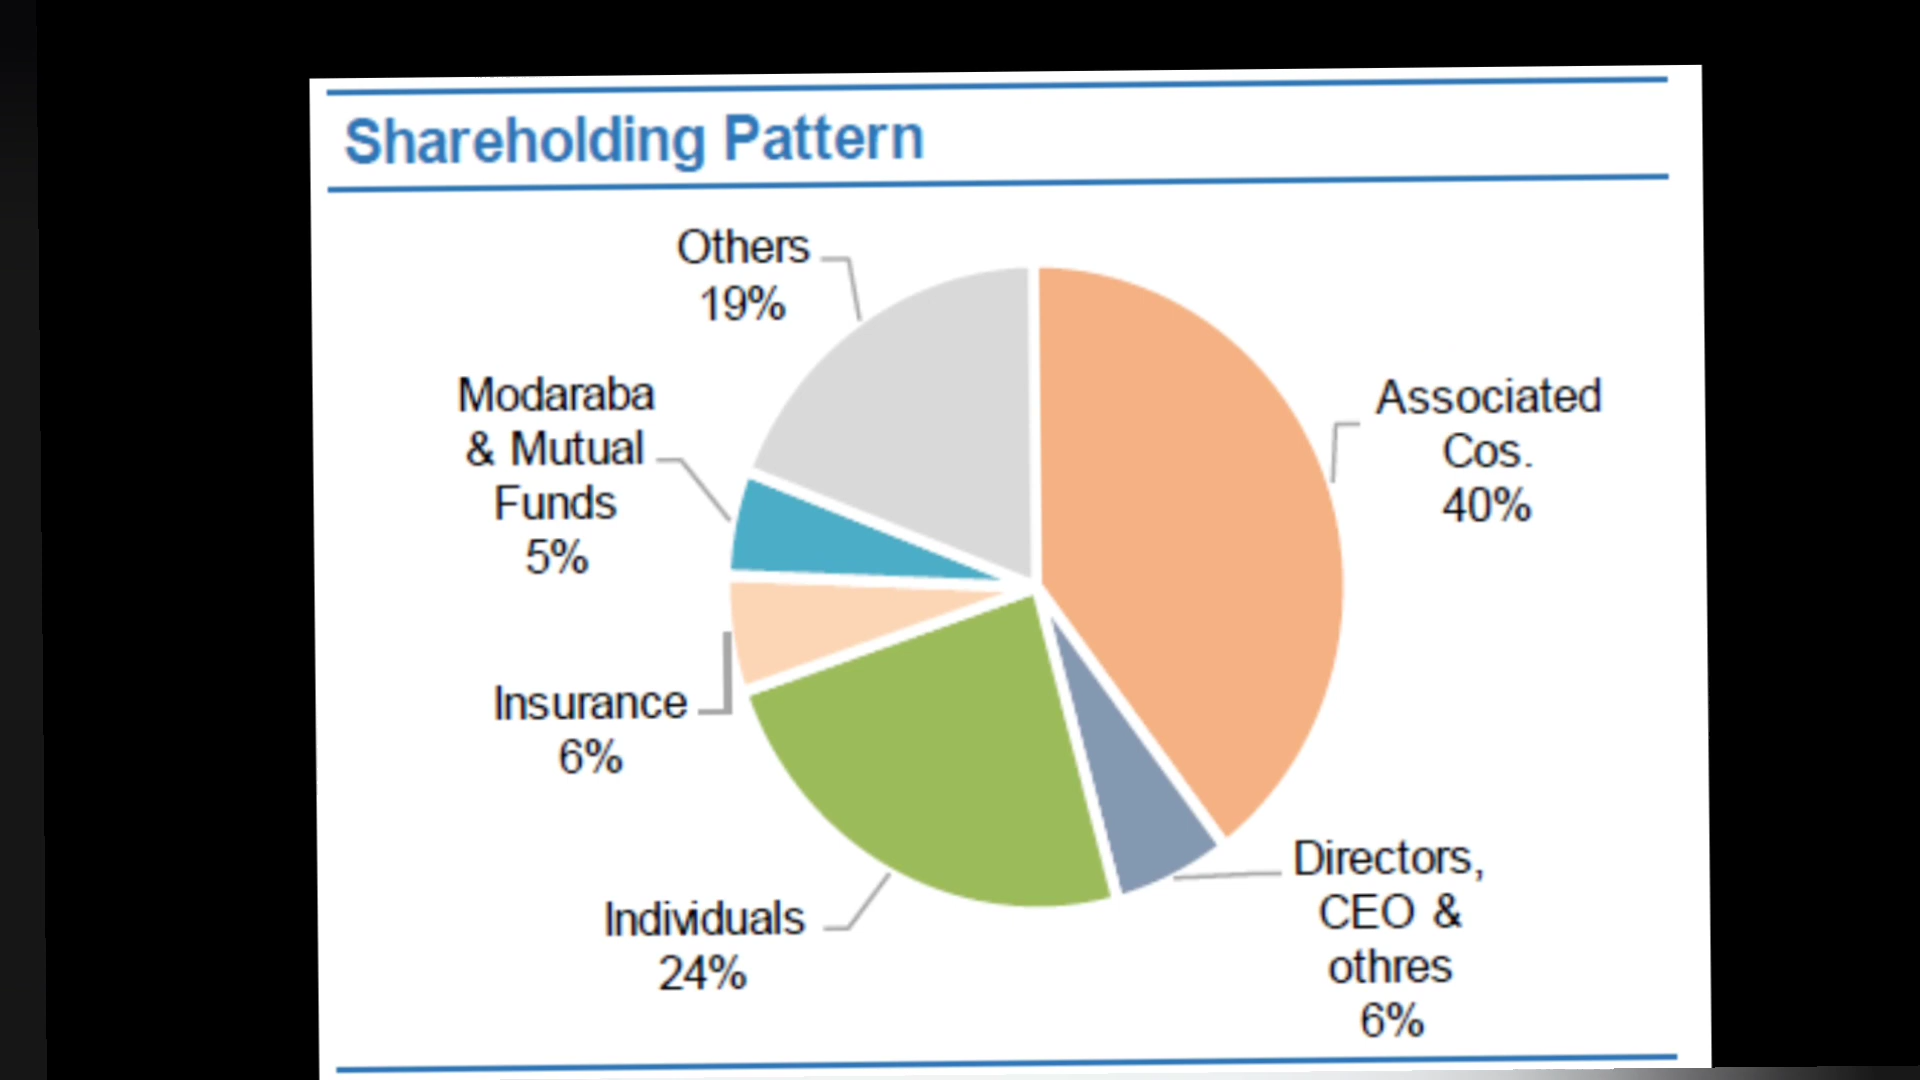 Shareholding Pattern
Others
19%
Modaraba
& Mutual
Funds
5%
Associated
Cos.
40%
Insurance
6%
Individuals
24%
Directors,
CEO &
othres
6%